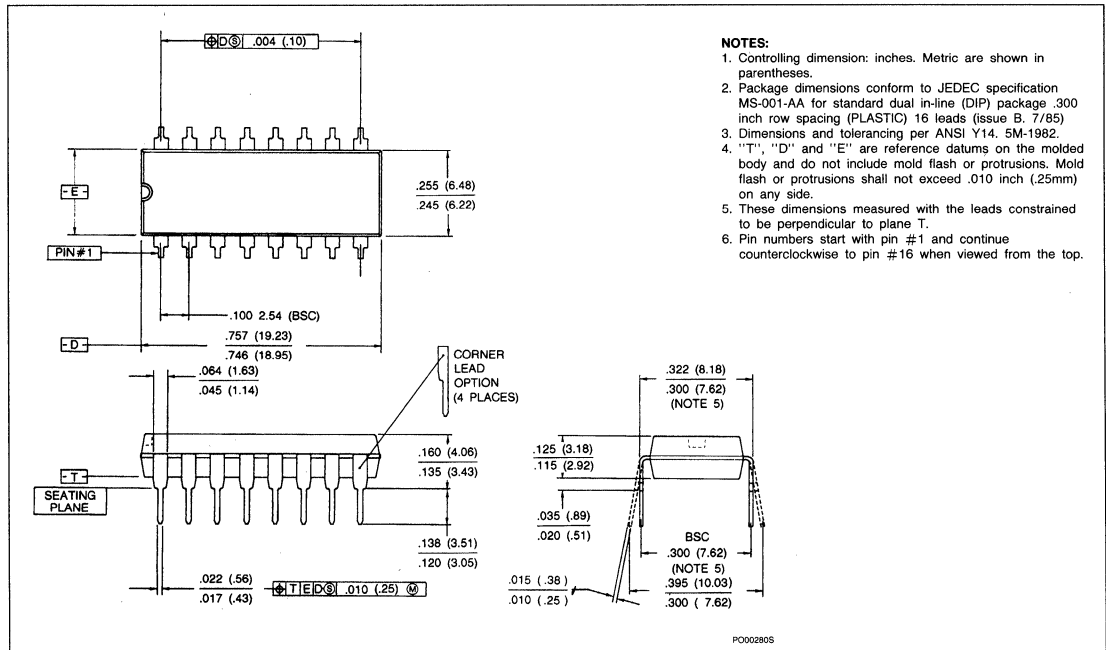 ⌖ D Ⓢ .004 (.10)
NOTES:
1. Controlling dimension: inches. Metric are shown in
parentheses.
2. Package dimensions conform to JEDEC specification
MS-001-AA for standard dual in-line (DIP) package .300
inch row spacing (PLASTIC) 16 leads (issue B. 7/85)
3. Dimensions and tolerancing per ANSI Y14. 5M-1982.
4. "T", "D" and "E" are reference datums on the molded
body and do not include mold flash or protrusions. Mold
flash or protrusions shall not exceed .010 inch (.25mm)
on any side.
5. These dimensions measured with the leads constrained
to be perpendicular to plane T.
6. Pin numbers start with pin #1 and continue
counterclockwise to pin #16 when viewed from the top.
- E -
.255 (6.48)
.245 (6.22)
PIN#1
.100 2.54 (BSC)
- D -
.757 (19.23)
.746 (18.95)
.064 (1.63)
.045 (1.14)
CORNER
LEAD
OPTION
(4 PLACES)
.322 (8.18)
.300 (7.62)
(NOTE 5)
.160 (4.06)
.135 (3.43)
.125 (3.18)
.115 (2.92)
- T -
SEATING
PLANE
.138 (3.51)
.120 (3.05)
.035 (.89)
.020 (.51)
BSC
.300 (7.62)
(NOTE 5)
.395 (10.03)
.300 ( 7.62)
.022 (.56)
.017 (.43)
⌖ T E D Ⓢ .010 (.25) Ⓜ
.015 ( .38)
.010 ( .25 )
PO00280S